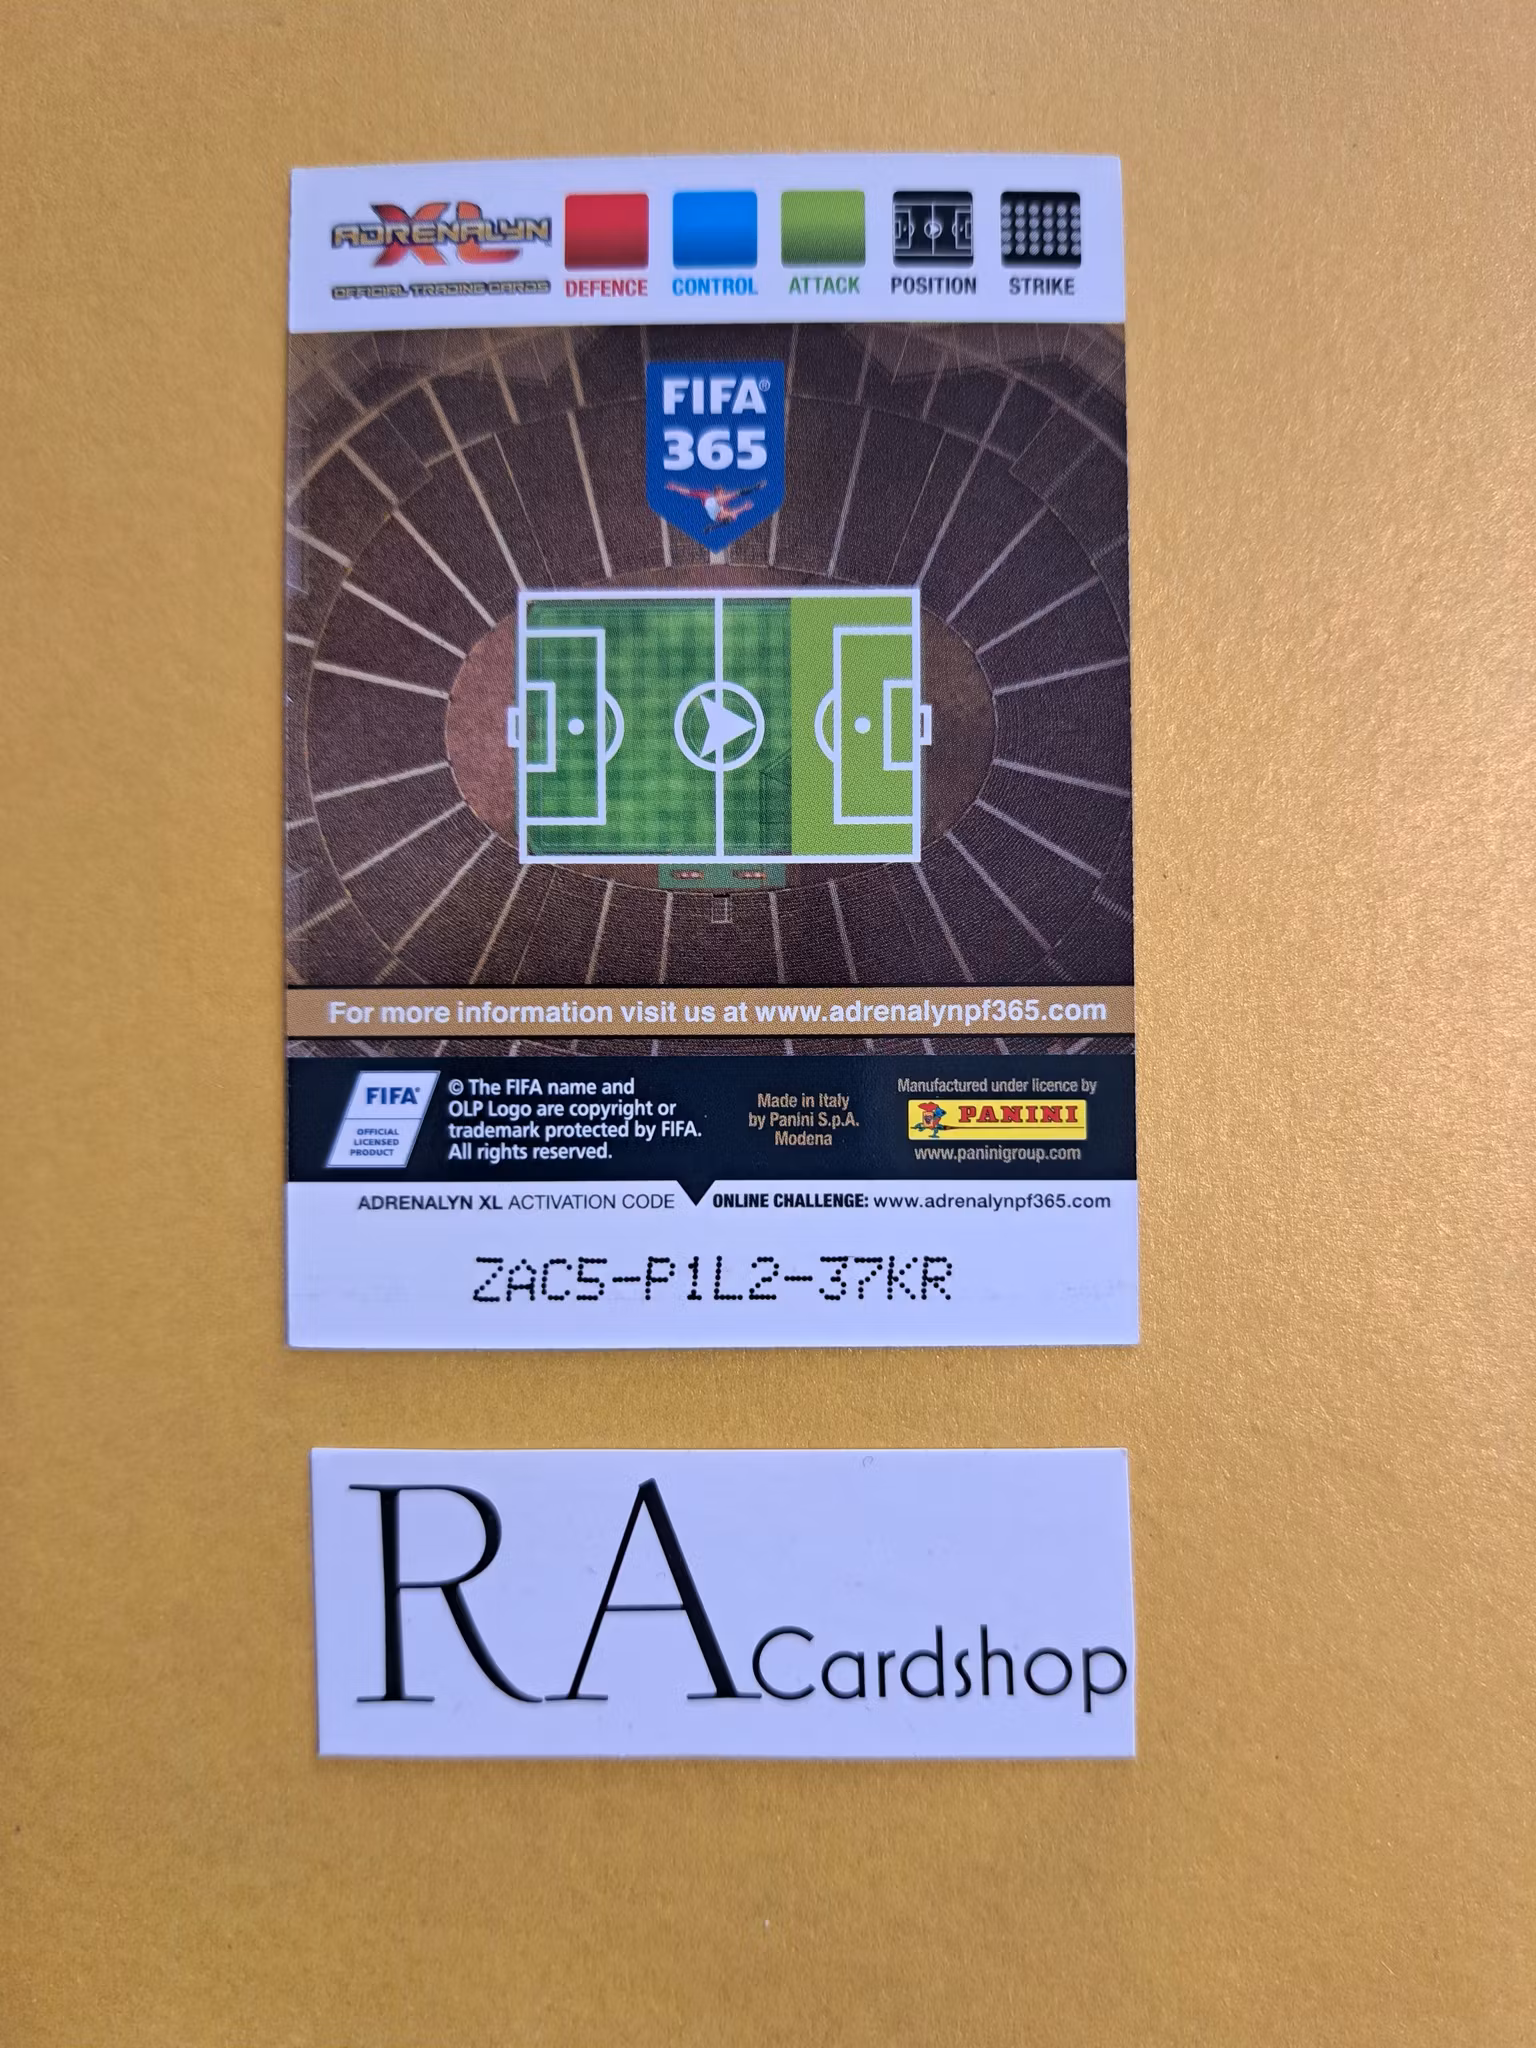 ADRENALYN XL
OFFICIAL TRADING CARDS
DEFENCE CONTROL ATTACK POSITION STRIKE
FIFA®
365
For more information visit us at www.adrenalynpf365.com
FIFA®
OFFICIAL
LICENSED
PRODUCT
© The FIFA name and
OLP Logo are copyright or
trademark protected by FIFA.
All rights reserved.
Made in Italy
by Panini S.p.A.
Modena
Manufactured under licence by
PANINI
www.paninigroup.com
ADRENALYN XL ACTIVATION CODE
ONLINE CHALLENGE: www.adrenalynpf365.com
ZAC5-P1L2-37KR
RA Cardshop